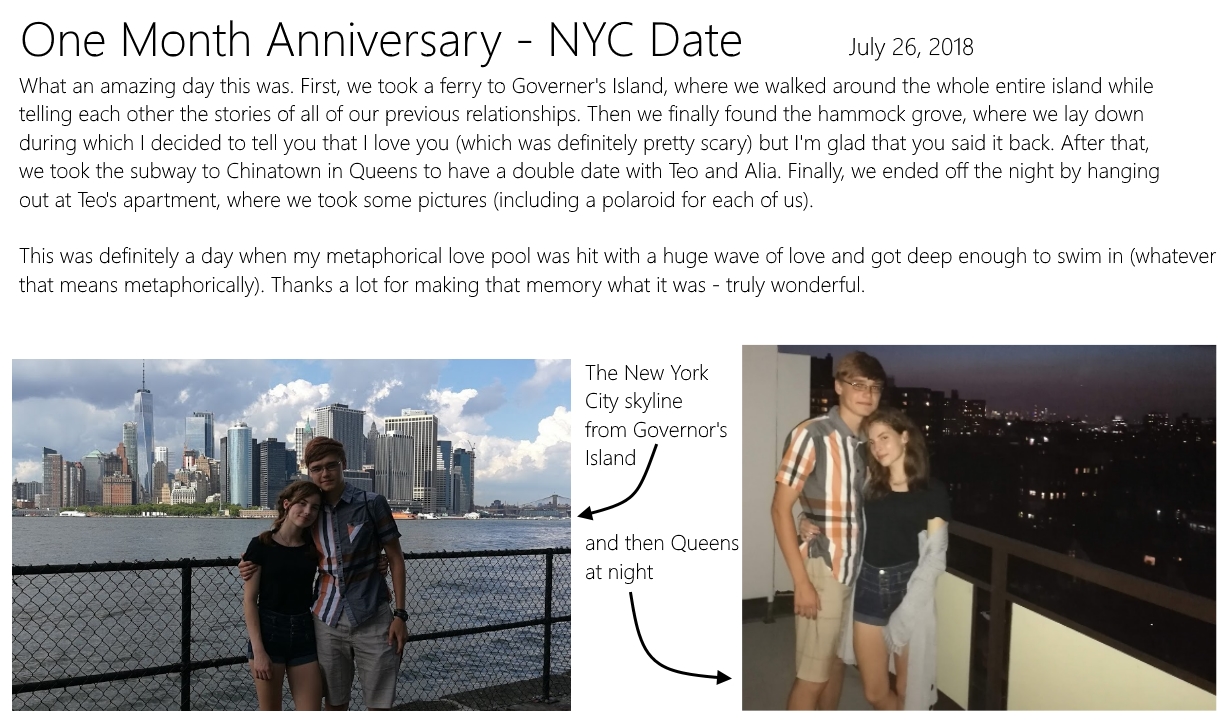 One Month Anniversary - NYC Date
July 26, 2018
What an amazing day this was. First, we took a ferry to Governer's Island, where we walked around the whole entire island while
telling each other the stories of all of our previous relationships. Then we finally found the hammock grove, where we lay down
during which I decided to tell you that I love you (which was definitely pretty scary) but I'm glad that you said it back. After that,
we took the subway to Chinatown in Queens to have a double date with Teo and Alia. Finally, we ended off the night by hanging
out at Teo's apartment, where we took some pictures (including a polaroid for each of us).
This was definitely a day when my metaphorical love pool was hit with a huge wave of love and got deep enough to swim in (whatever
that means metaphorically). Thanks a lot for making that memory what it was - truly wonderful.
The New York
City skyline
from Governor's
Island
and then Queens
at night